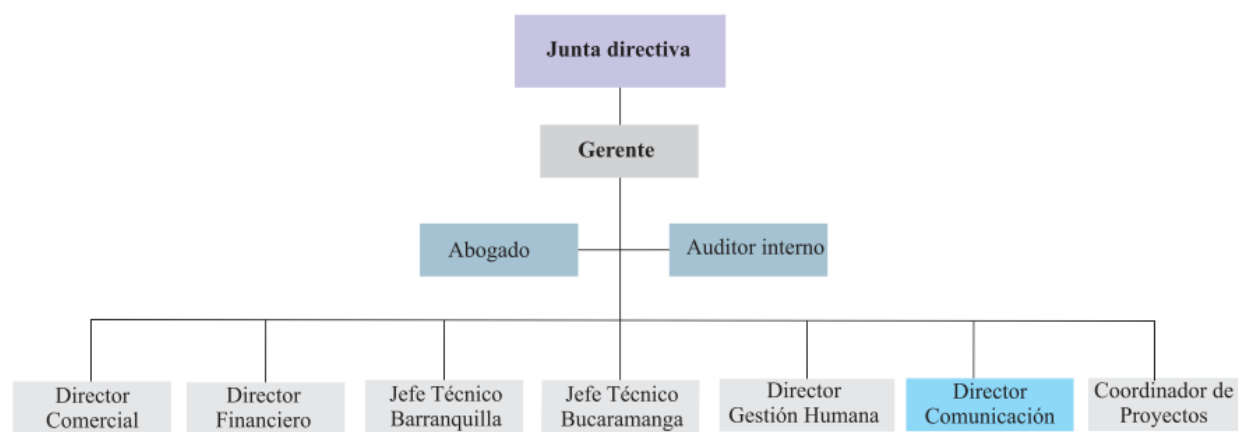 Junta directiva
Gerente
Abogado
Auditor interno
Director
Comercial
Director
Financiero
Jefe Técnico
Barranquilla
Jefe Técnico
Bucaramanga
Director
Gestión Humana
Director
Comunicación
Coordinador de
Proyectos